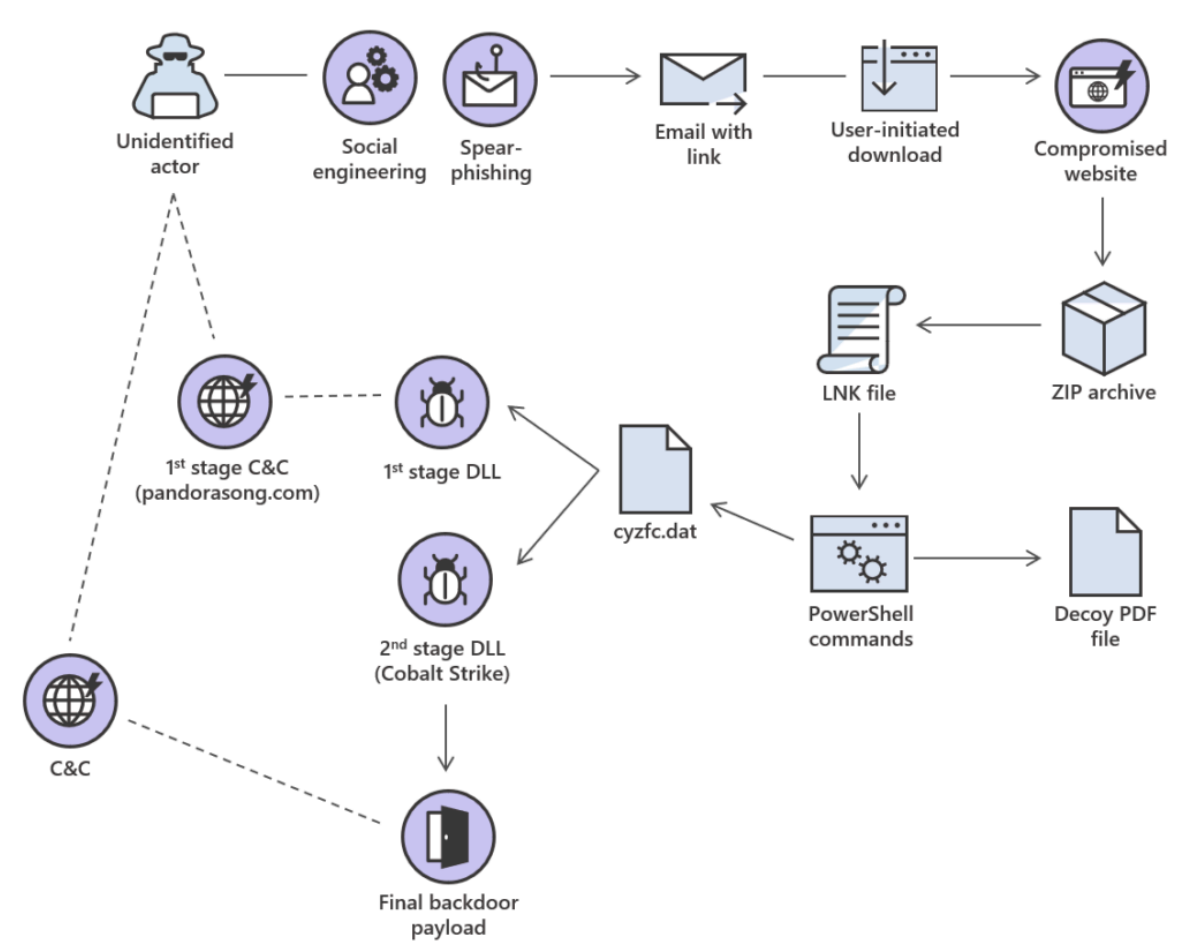 Unidentified
actor
Social
engineering
Spear-
phishing
Email with
link
User-initiated
download
Compromised
website
LNK file
ZIP archive
1st stage C&C
(pandorasong.com)
1st stage DLL
cyzfc.dat
PowerShell
commands
Decoy PDF
file
2nd stage DLL
(Cobalt Strike)
C&C
Final backdoor
payload